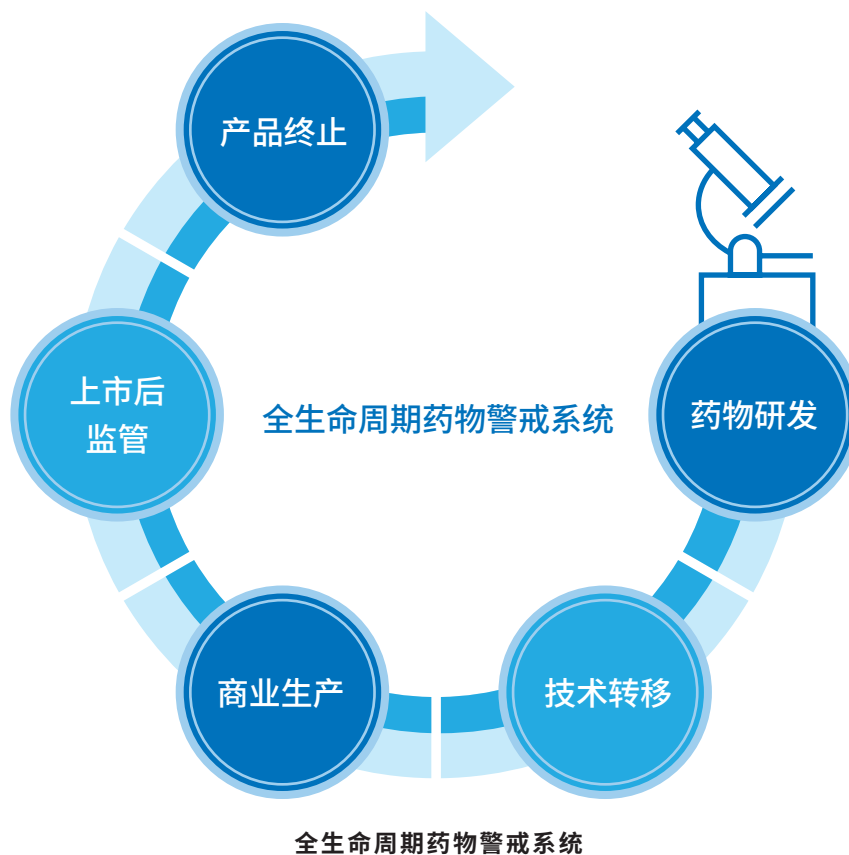 产品终止
上市后
监管
全生命周期药物警戒系统
药物研发
商业生产
技术转移
全生命周期药物警戒系统